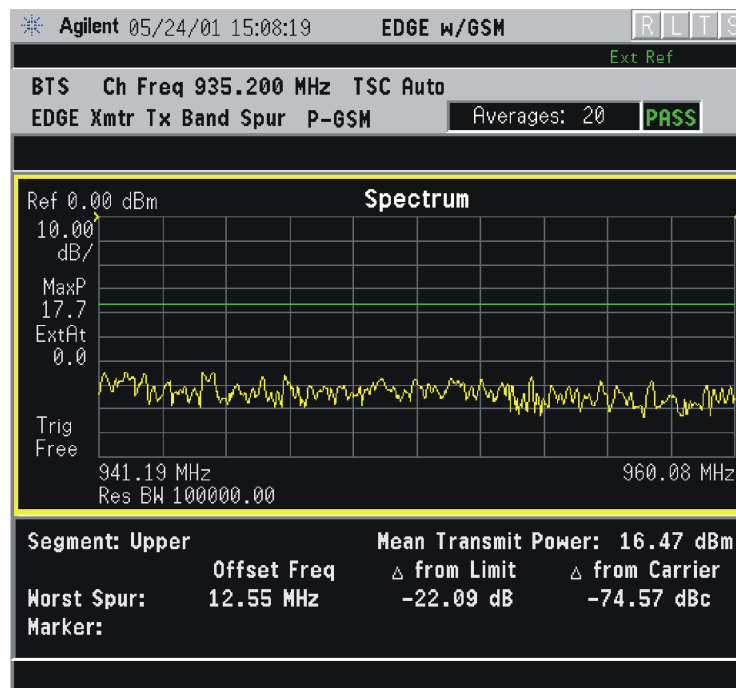 Agilent 05/24/01 15:08:19 EDGE w/GSM R L T S
Ext Ref
BTS Ch Freq 935.200 MHz TSC Auto
EDGE Xmtr Tx Band Spur P-GSM Averages: 20 PASS
Ref 0.00 dBm Spectrum
10.00
dB/
MaxP
17.7
ExtAt
0.0
Trig
Free
941.19 MHz 960.08 MHz
Res BW 100000.00
Segment: Upper Mean Transmit Power: 16.47 dBm
Offset Freq △ from Limit △ from Carrier
Worst Spur: 12.55 MHz -22.09 dB -74.57 dBc
Marker: